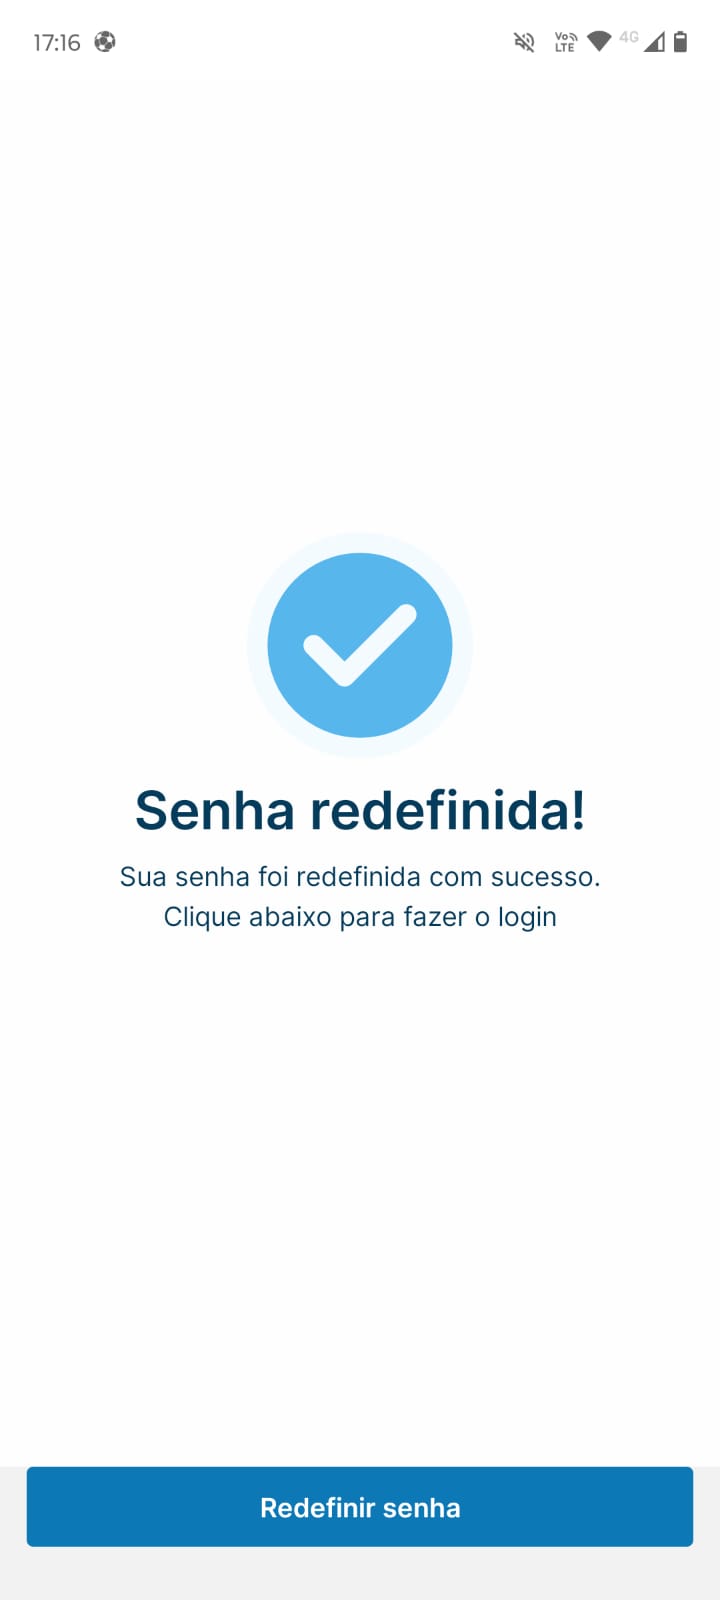 17:16
Vo LTE 4G
Senha redefinida!
Sua senha foi redefinida com sucesso.
Clique abaixo para fazer o login
Redefinir senha